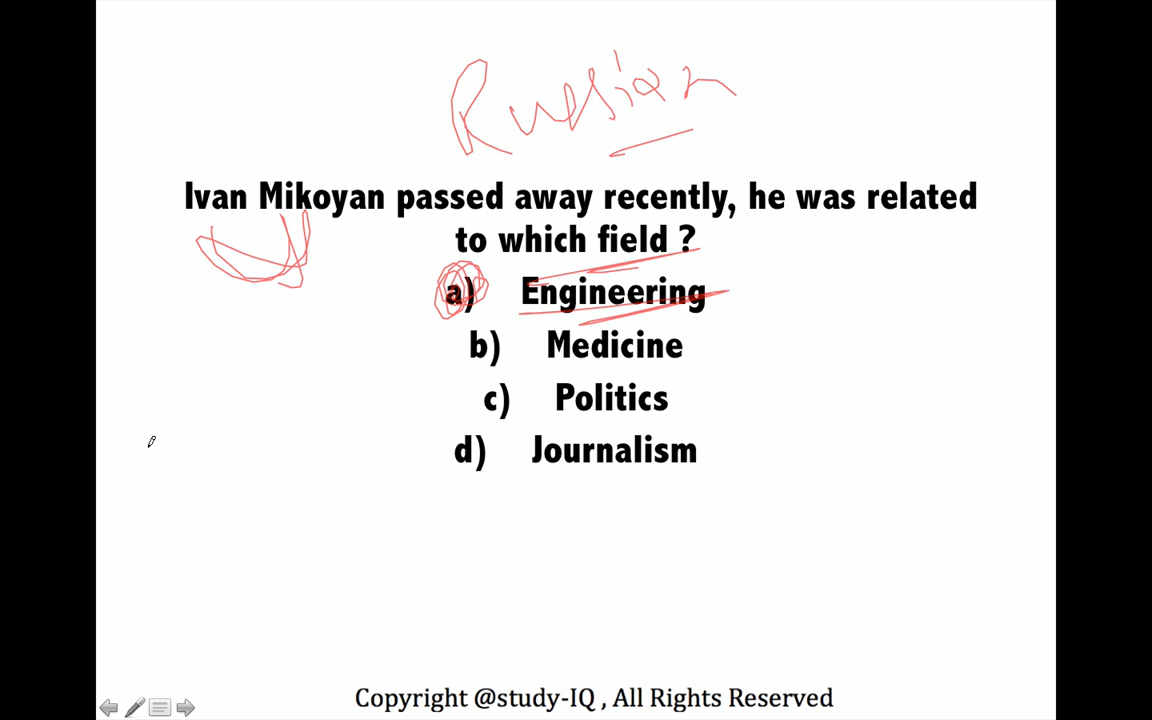 Russian
Ivan Mikoyan passed away recently, he was related
to which field ?
a) Engineering
b) Medicine
c) Politics
d) Journalism
Copyright @study-IQ , All Rights Reserved